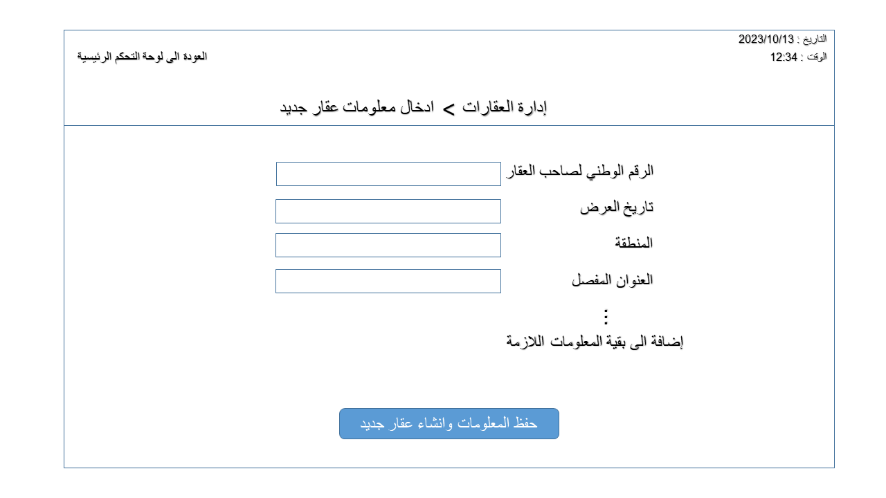 التاريخ : 2023/10/13
الوقت : 12:34
العودة الى لوحة التحكم الرئيسية
إدارة العقارات > ادخال معلومات عقار جديد
الرقم الوطني لصاحب العقار
تاريخ العرض
المنطقة
العنوان المفصل
⋮
إضافة الى بقية المعلومات اللازمة
حفظ المعلومات وانشاء عقار جديد